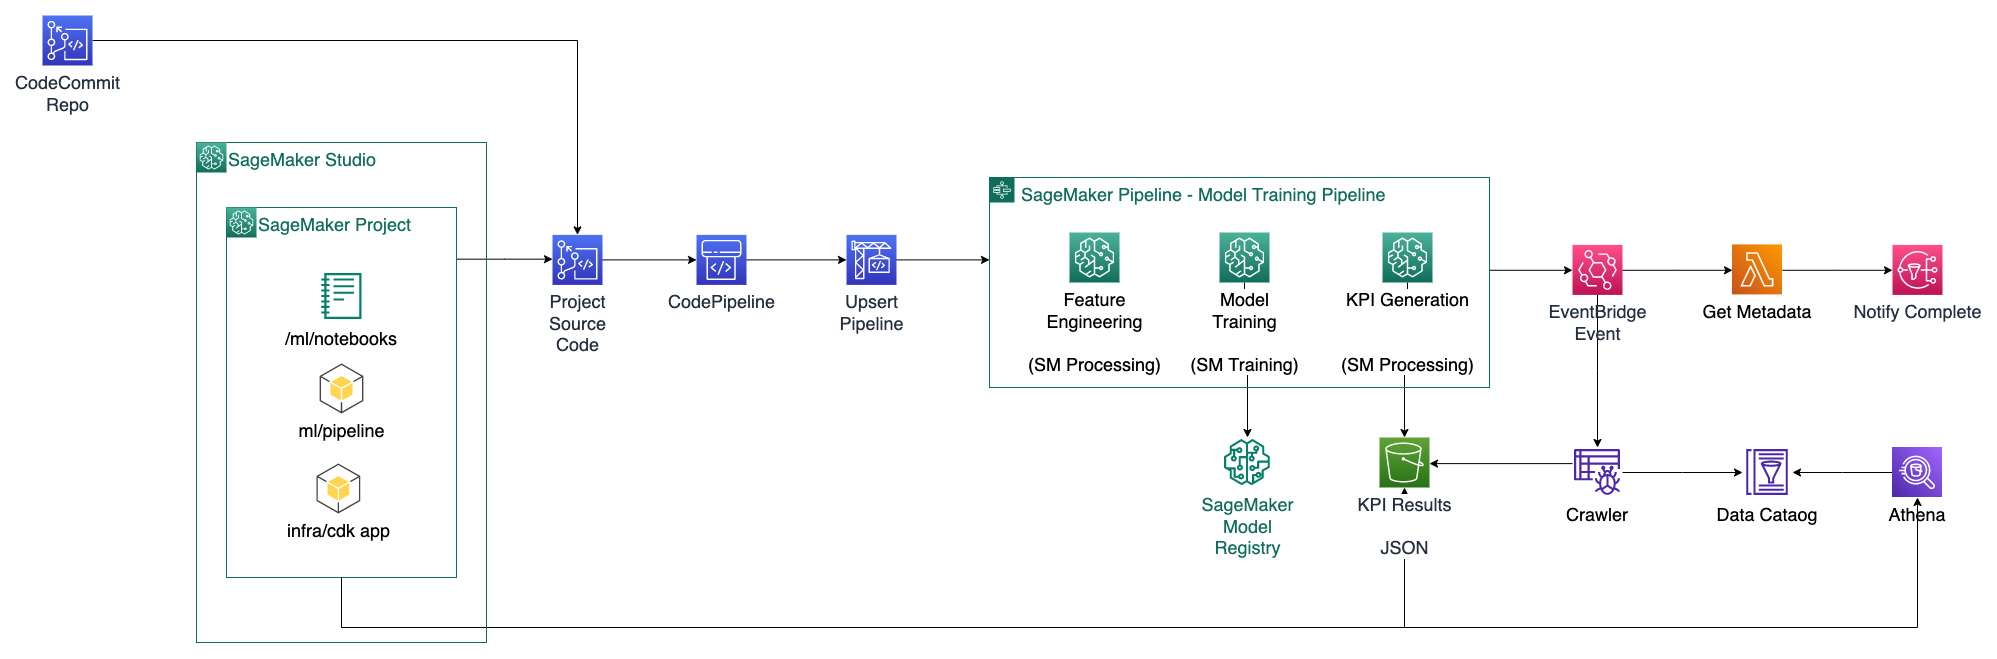 CodeCommit
Repo
SageMaker Studio
SageMaker Project
/ml/notebooks
ml/pipeline
infra/cdk app
Project
Source
Code
CodePipeline
Upsert
Pipeline
SageMaker Pipeline - Model Training Pipeline
Feature
Engineering
(SM Processing)
Model
Training
(SM Training)
KPI Generation
(SM Processing)
EventBridge
Event
Get Metadata
Notify Complete
SageMaker
Model
Registry
KPI Results
JSON
Crawler
Data Cataog
Athena